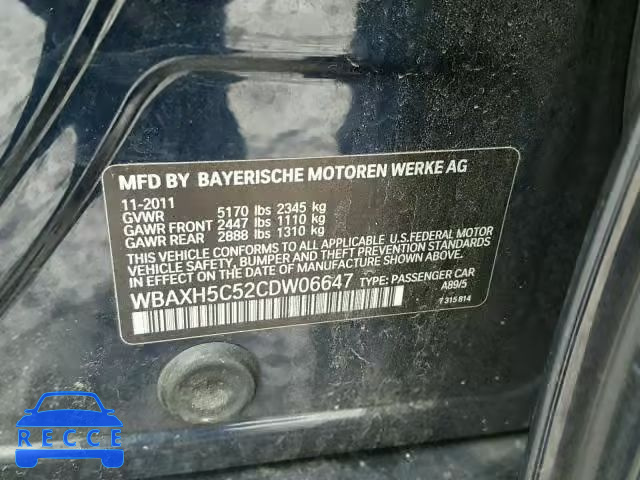 MFD BY BAYERISCHE MOTOREN WERKE AG
11-2011
GVWR 5170 lbs 2345 kg
GAWR FRONT 2447 lbs 1110 kg
GAWR REAR 2888 lbs 1310 kg
THIS VEHICLE CONFORMS TO ALL APPLICABLE U.S.FEDERAL MOTOR
VEHICLE SAFETY, BUMPER AND THEFT PREVENTION STANDARDS
IN EFFECT ON THE DATE OF MANUFACTURE SHOWN ABOVE.
WBAXH5C52CDW06647 TYPE: PASSENGER CAR
A89/5
7 315 814
RECCE